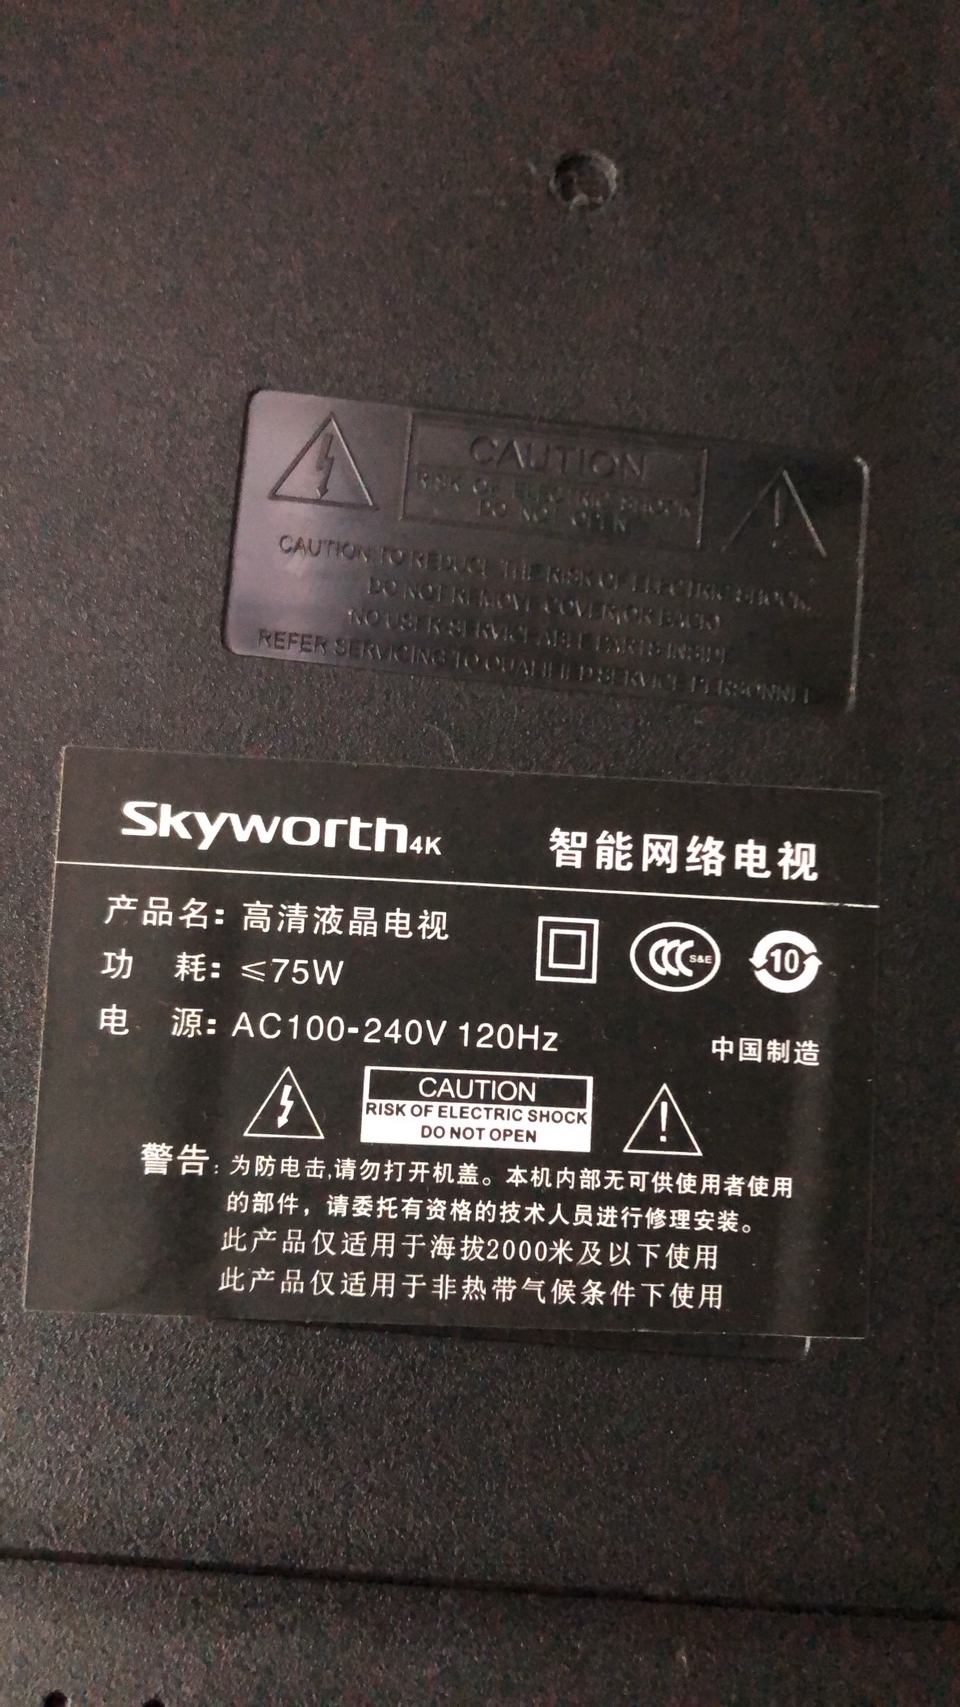 CAUTION
RISK OF ELECTRIC SHOCK
DO NOT OPEN
CAUTION TO REDUCE THE RISK OF ELECTRIC SHOCK
DO NOT REMOVE COVER OR BACK
NO USER SERVICEABLE PARTS INSIDE
REFER SERVICING TO QUALIFIED SERVICE PERSONNEL
Skyworth4K 智能网络电视
产品名: 高清液晶电视
功 耗: ≤75W
CCC S&E 10
电 源: AC100-240V 120Hz
中国制造
CAUTION
RISK OF ELECTRIC SHOCK
DO NOT OPEN
警告: 为防电击,请勿打开机盖。本机内部无可供使用者使用
的部件，请委托有资格的技术人员进行修理安装。
此产品仅适用于海拔2000米及以下使用
此产品仅适用于非热带气候条件下使用